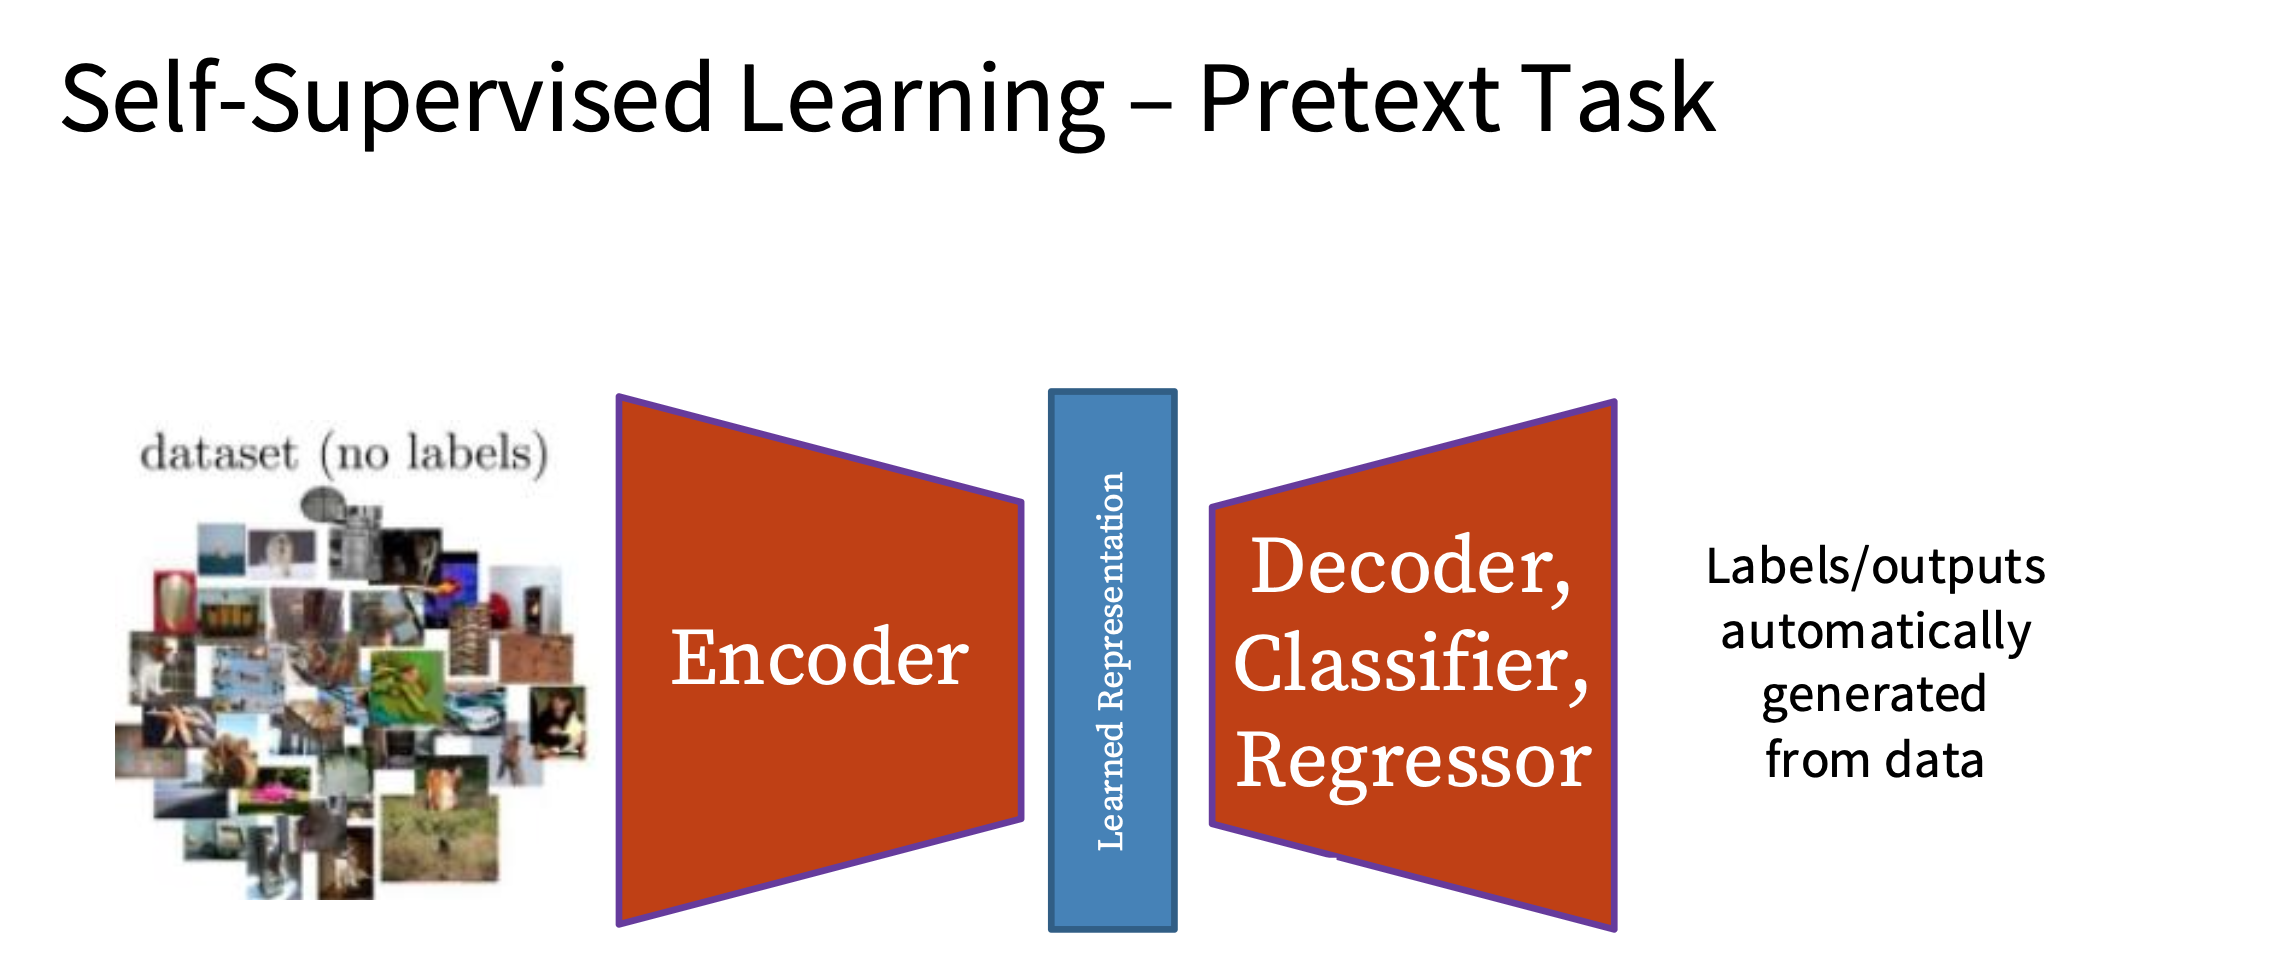 Self-Supervised Learning – Pretext Task
dataset (no labels)
Encoder
Learned Representation
Decoder,
Classifier,
Regressor
Labels/outputs
automatically
generated
from data